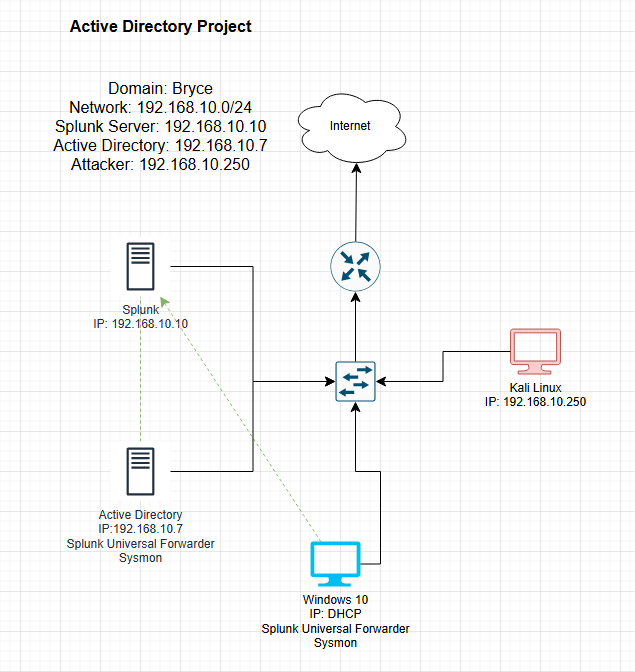 Active Directory Project
Domain: Bryce
Network: 192.168.10.0/24
Splunk Server: 192.168.10.10
Active Directory: 192.168.10.7
Attacker: 192.168.10.250
Internet
Splunk
IP: 192.168.10.10
Kali Linux
IP: 192.168.10.250
Active Directory
IP:192.168.10.7
Splunk Universal Forwarder
Sysmon
Windows 10
IP: DHCP
Splunk Universal Forwarder
Sysmon